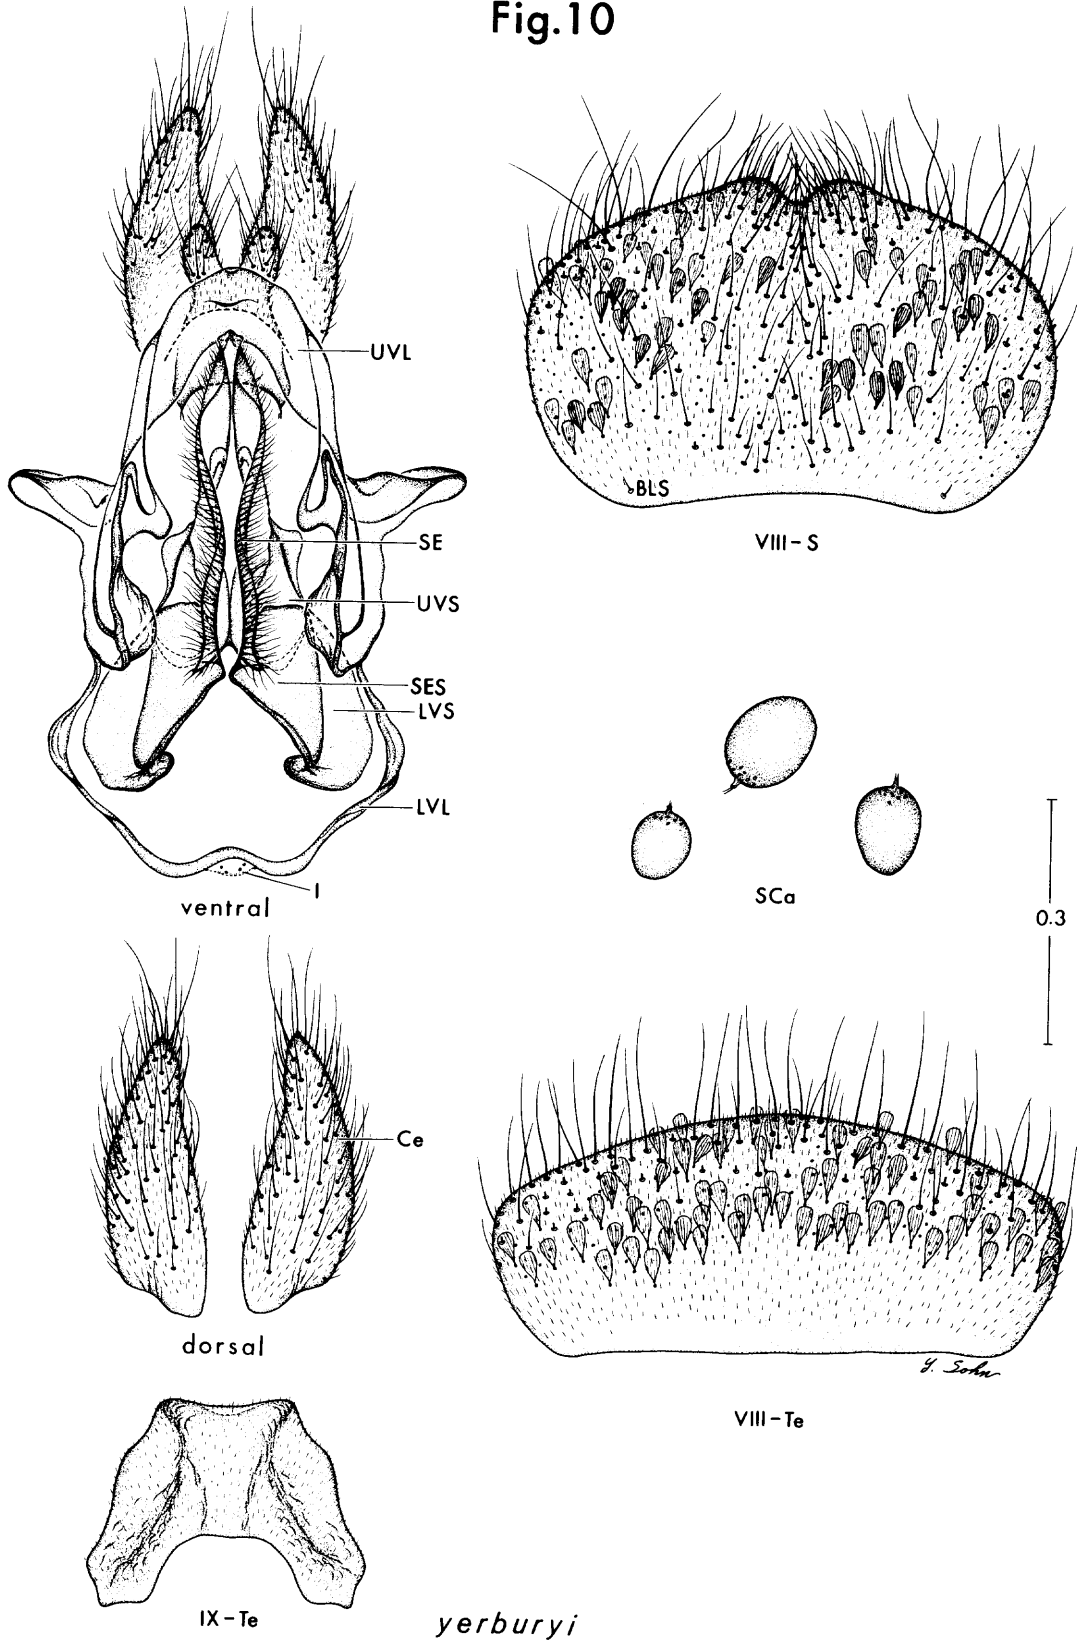 Fig.10
UVL
SE
UVS
SES
LVS
LVL
I
ventral
BLS
VIII-S
SCa
0.3
Ce
dorsal
Y. Sohn
VIII-Te
IX-Te
yerburyi